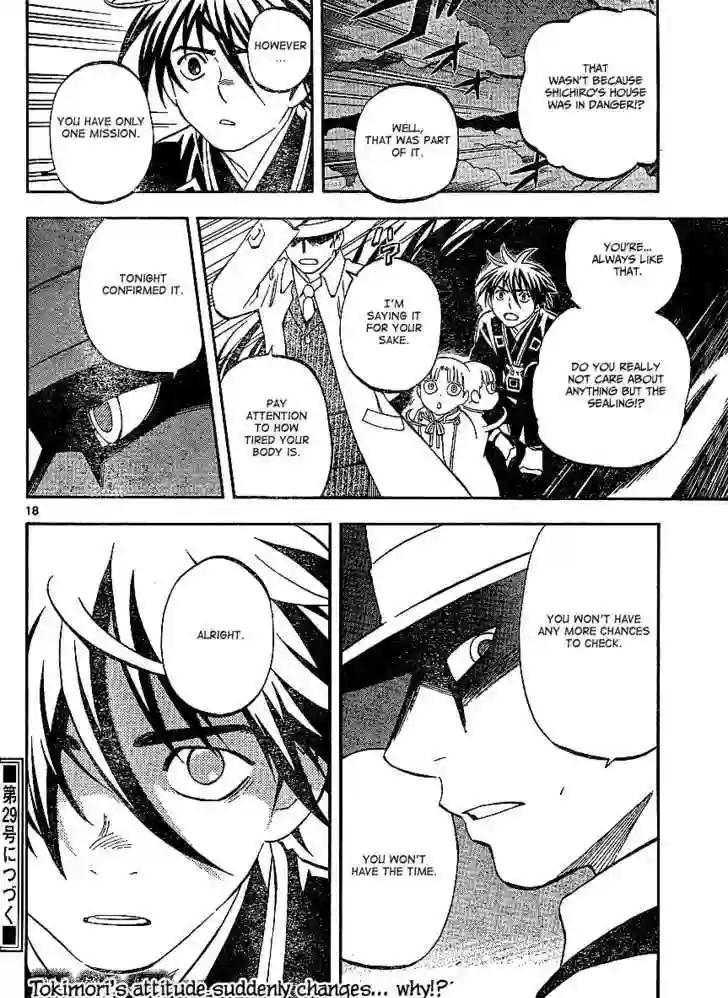 THAT
WASN'T BECAUSE
SHICHIRO'S HOUSE
WAS IN DANGER!?
WELL,
THAT WAS PART
OF IT.
HOWEVER
...
YOU HAVE ONLY
ONE MISSION.
YOU'RE...
ALWAYS LIKE
THAT.
DO YOU REALLY
NOT CARE ABOUT
ANYTHING BUT THE
SEALING!?
I'M
SAYING IT
FOR YOUR
SAKE.
PAY
ATTENTION
TO HOW
TIRED YOUR
BODY IS.
TONIGHT
CONFIRMED IT.
18
YOU WON'T HAVE
ANY MORE CHANCES
TO CHECK.
YOU WON'T
HAVE THE TIME.
ALRIGHT.
■第29号につづく■
Tokimori's attitude suddenly changes... why!?